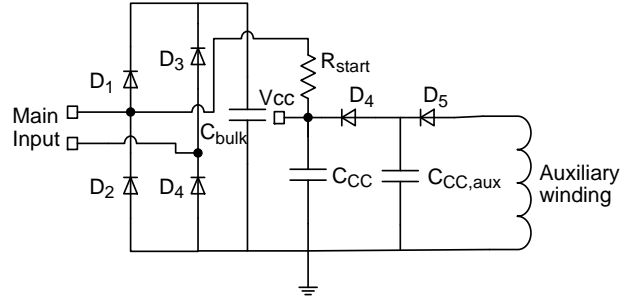 D3
Rstart
D1
Vcc
D4
D5
Main
Input
Cbulk
D2
D4
CCC
CCC,aux
Auxiliary
winding